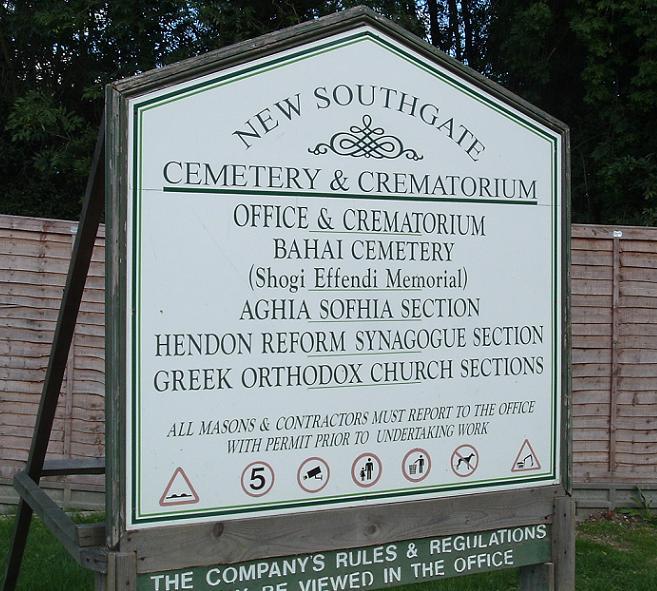 NEW SOUTHGATE
CEMETERY & CREMATORIUM
OFFICE & CREMATORIUM
BAHAI CEMETERY
(Shogi Effendi Memorial)
AGHIA SOFHIA SECTION
HENDON REFORM SYNAGOGUE SECTION
GREEK ORTHODOX CHURCH SECTIONS
ALL MASONS & CONTRACTORS MUST REPORT TO THE OFFICE
WITH PERMIT PRIOR TO UNDERTAKING WORK
5
THE COMPANY'S RULES & REGULATIONS
BE VIEWED IN THE OFFICE